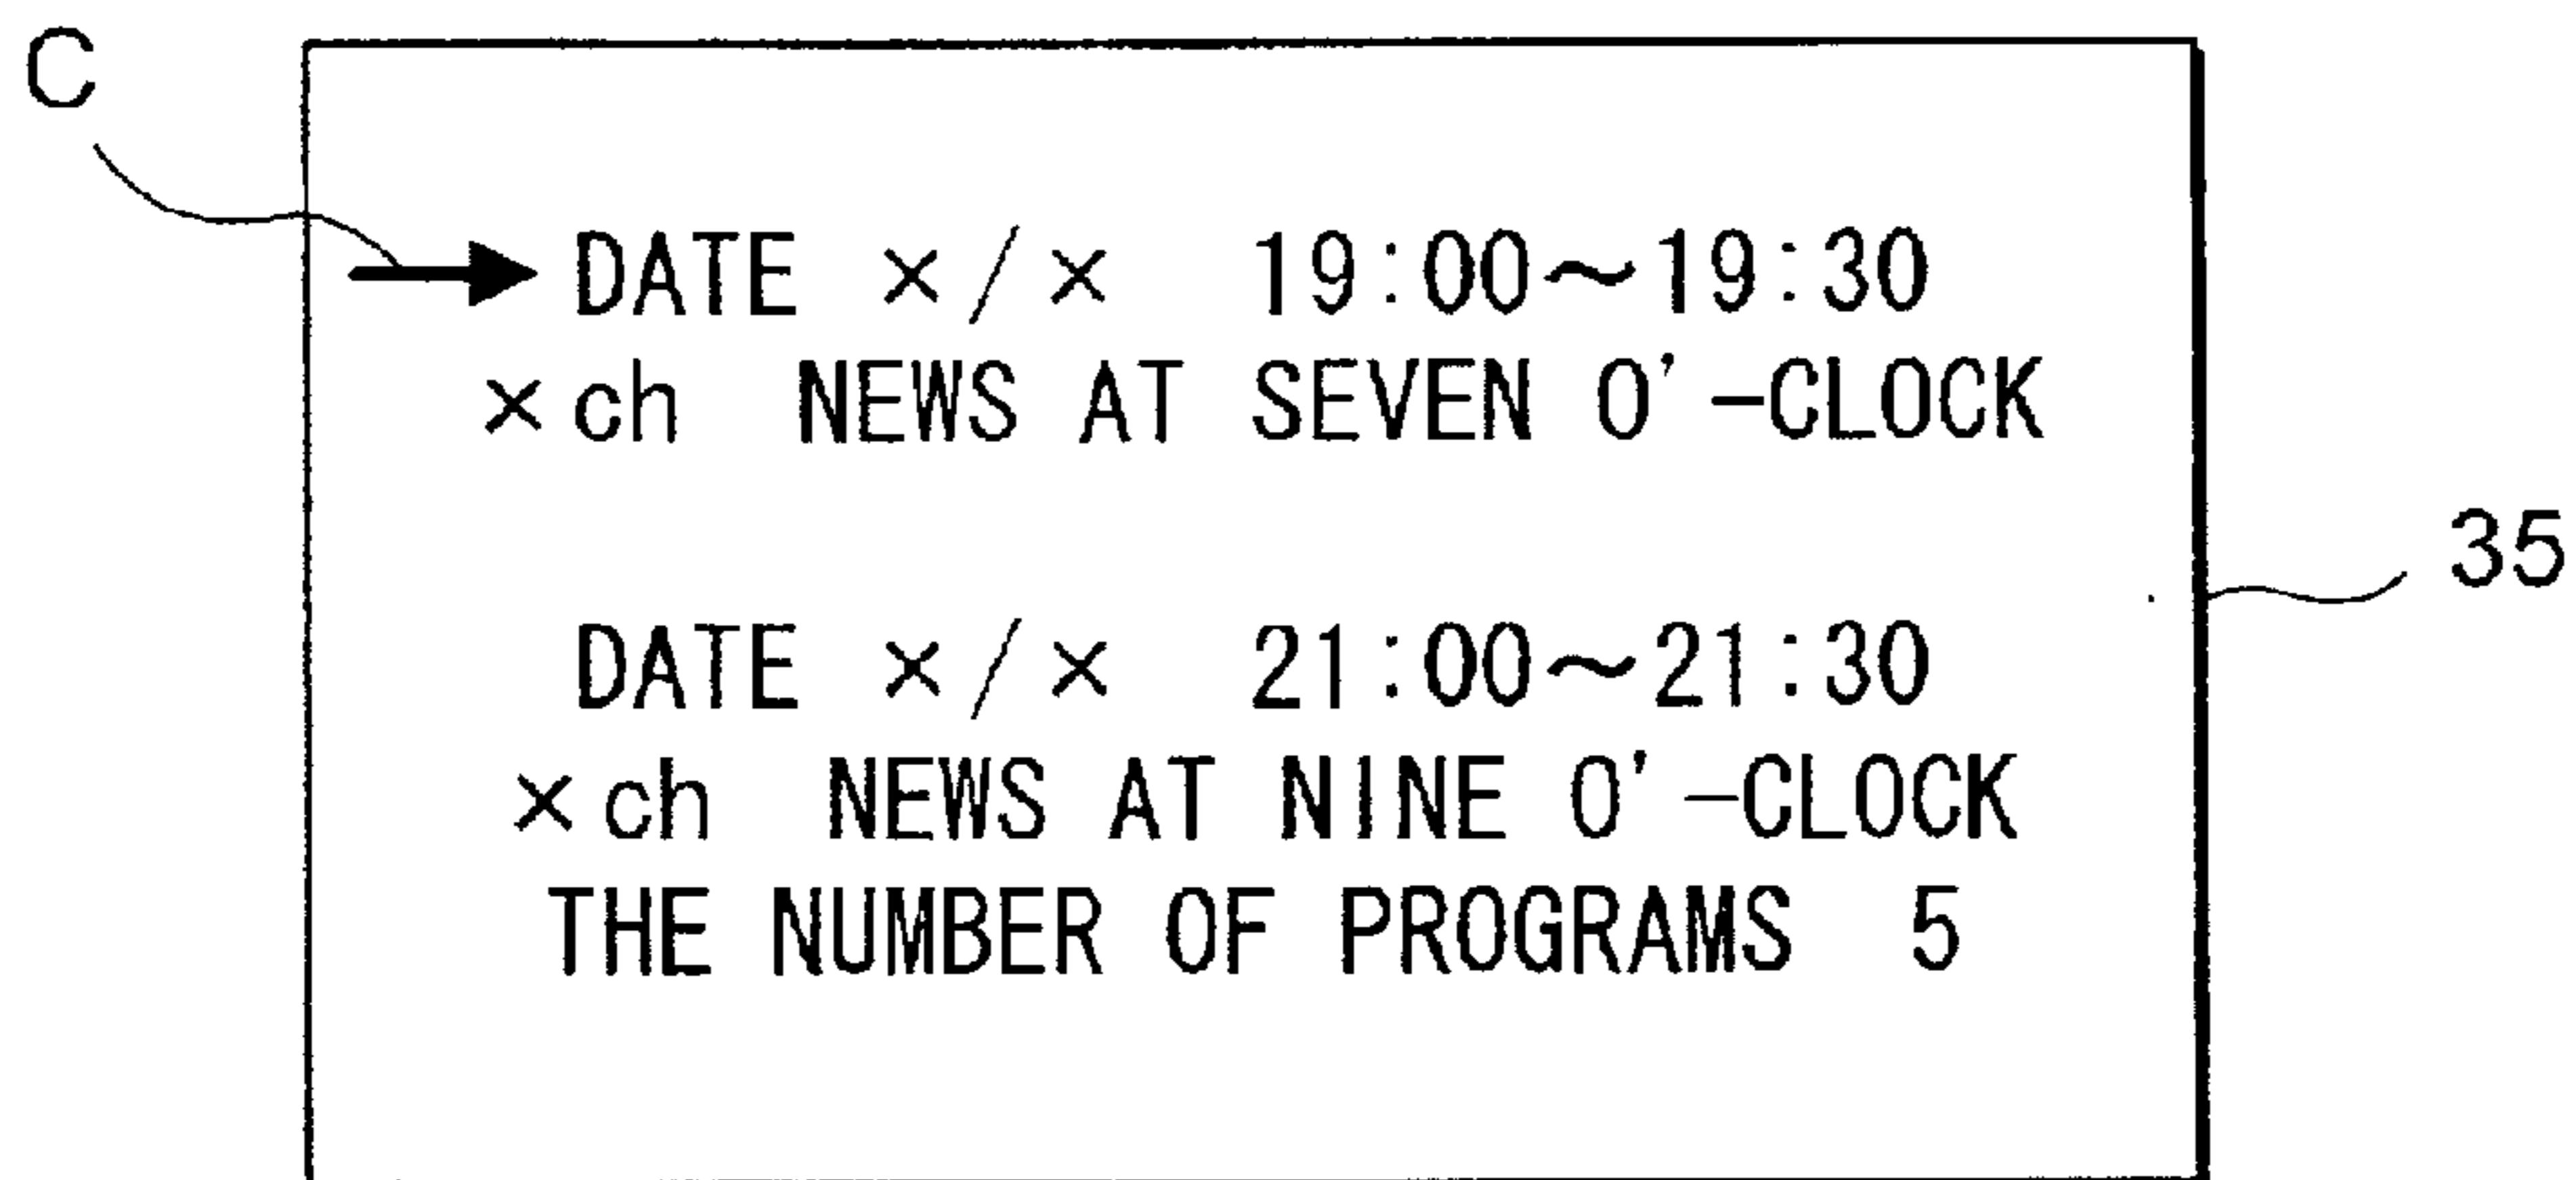 C
DATE ×/× 19:00～19:30
×ch NEWS AT SEVEN O'-CLOCK
35
DATE ×/× 21:00～21:30
×ch NEWS AT NINE O'-CLOCK
THE NUMBER OF PROGRAMS 5